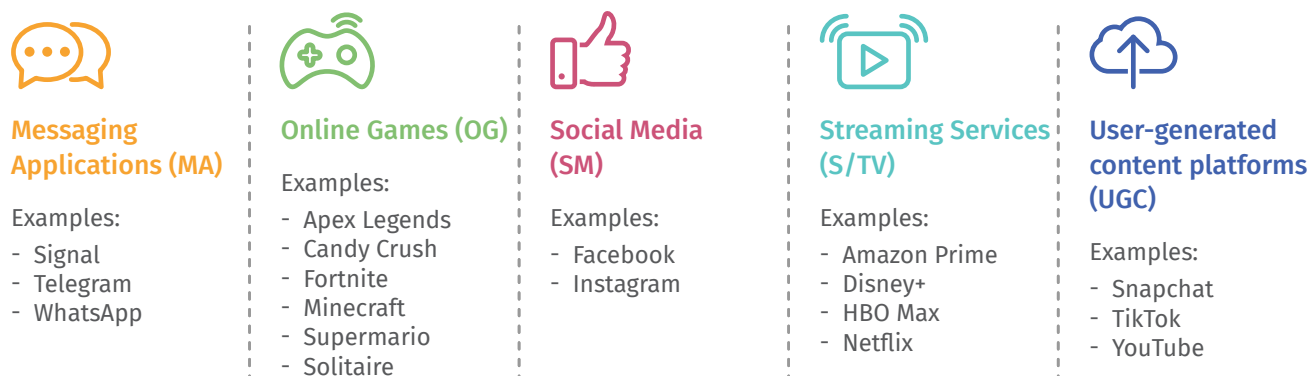 Messaging
Applications (MA)
Examples:
- Signal
- Telegram
- WhatsApp
Online Games (OG)
Examples:
- Apex Legends
- Candy Crush
- Fortnite
- Minecraft
- Supermario
- Solitaire
Social Media
(SM)
Examples:
- Facebook
- Instagram
Streaming Services
(S/TV)
Examples:
- Amazon Prime
- Disney+
- HBO Max
- Netflix
User-generated
content platforms
(UGC)
Examples:
- Snapchat
- TikTok
- YouTube